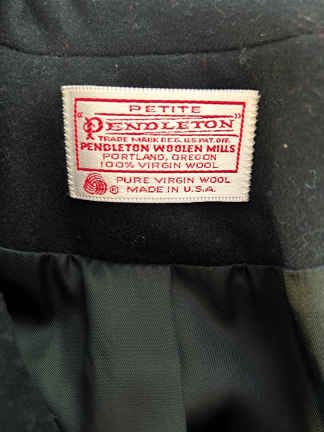 PETITE
"PENDLETON"
TRADE MARK REG. U.S. PAT. OFF.
PENDLETON WOOLEN MILLS
PORTLAND, OREGON
100% VIRGIN WOOL
® PURE VIRGIN WOOL
MADE IN U.S.A.